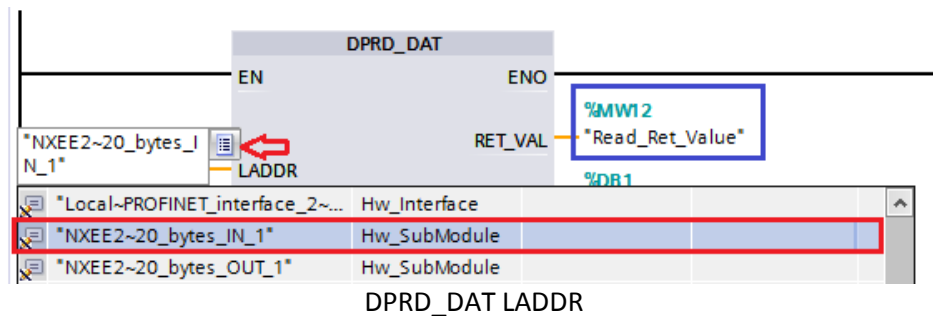 DPRD_DAT
EN ENO
%MW12
"NXEE2~20_bytes_I
N_1"
RET_VAL "Read_Ret_Value"
LADDR
%DB1
"Local~PROFINET_interface_2~... Hw_Interface
"NXEE2~20_bytes_IN_1" Hw_SubModule
"NXEE2~20_bytes_OUT_1" Hw_SubModule
DPRD_DAT LADDR